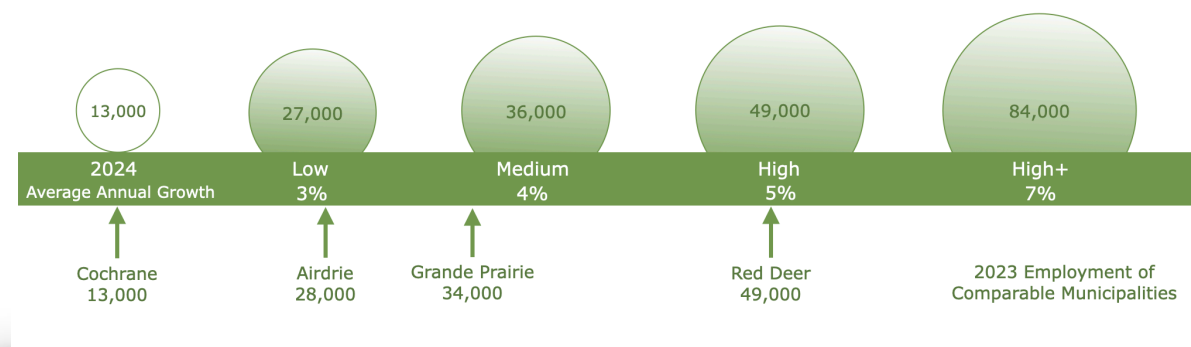 13,000
27,000
36,000
49,000
84,000
2024
Average Annual Growth
Low
3%
Medium
4%
High
5%
High+
7%
Cochrane
13,000
Airdrie
28,000
Grande Prairie
34,000
Red Deer
49,000
2023 Employment of
Comparable Municipalities